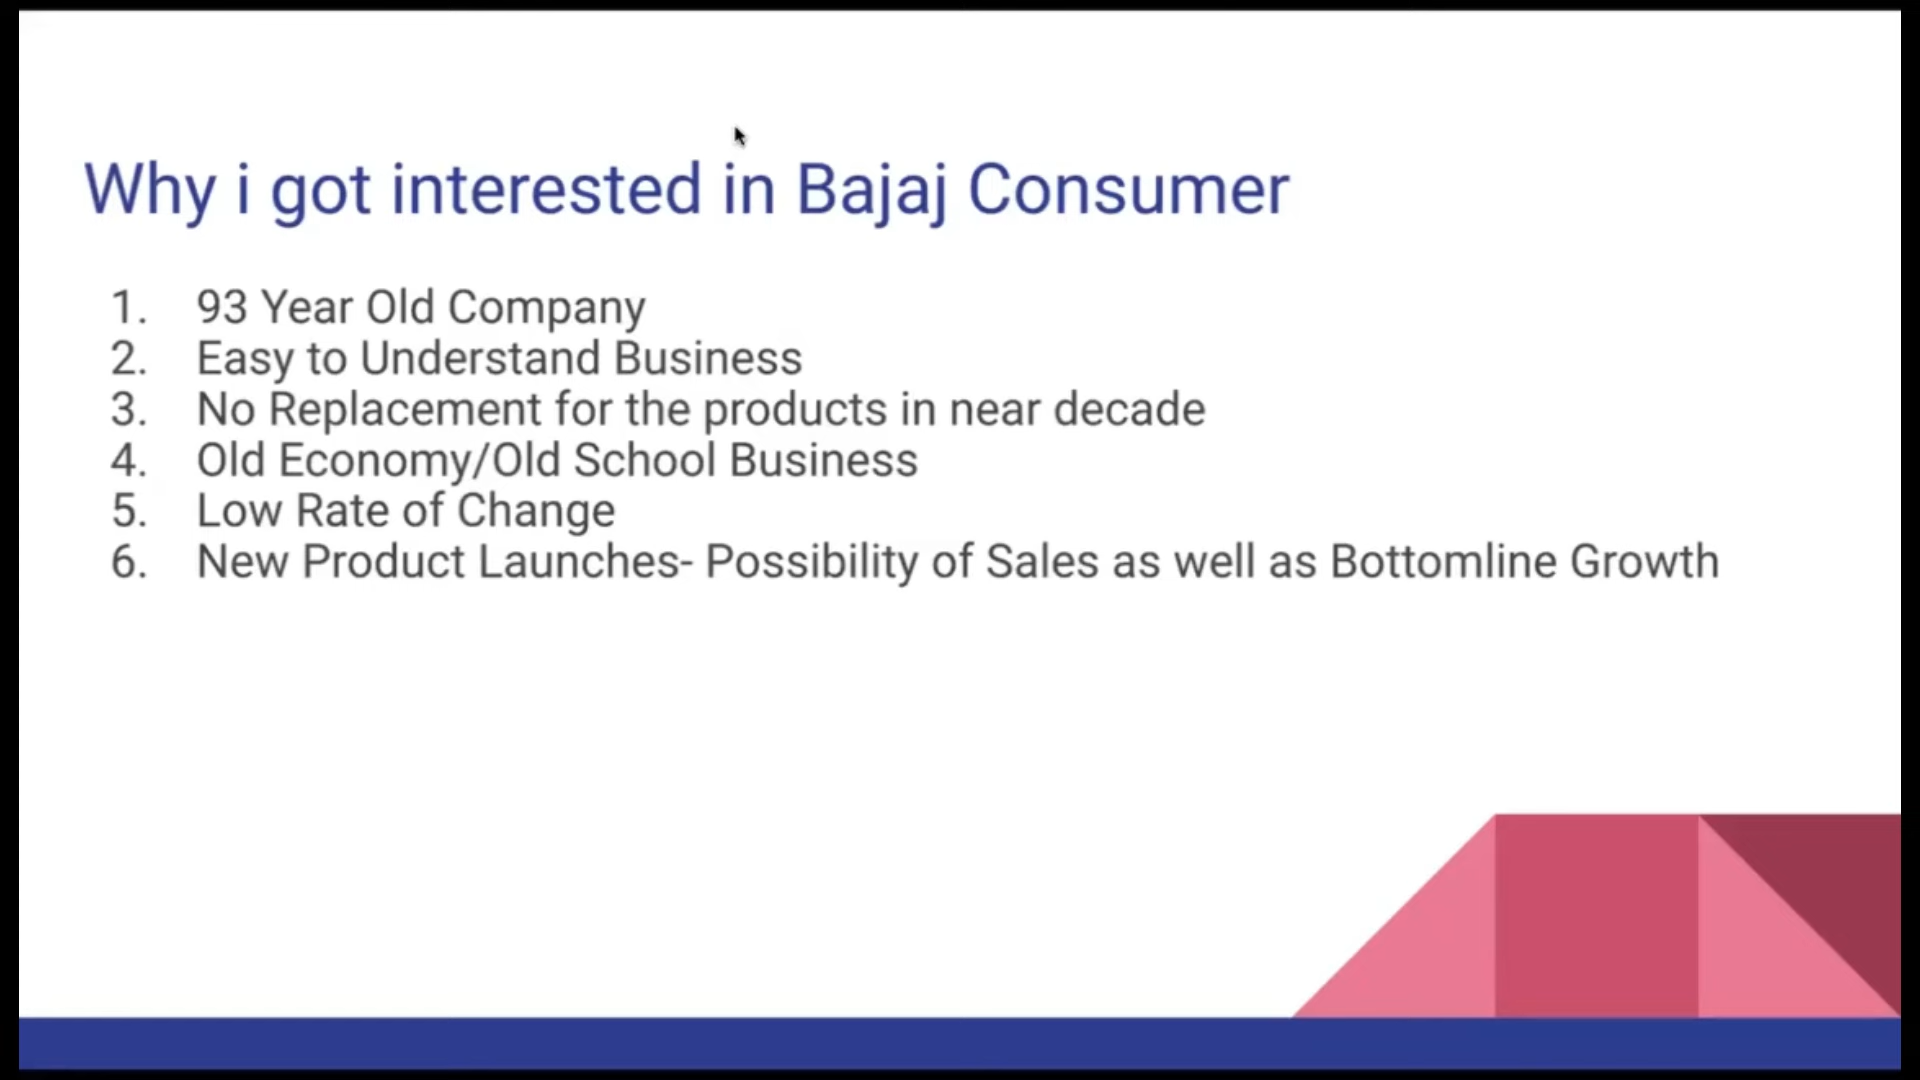 Why i got interested in Bajaj Consumer
1. 93 Year Old Company
2. Easy to Understand Business
3. No Replacement for the products in near decade
4. Old Economy/Old School Business
5. Low Rate of Change
6. New Product Launches- Possibility of Sales as well as Bottomline Growth